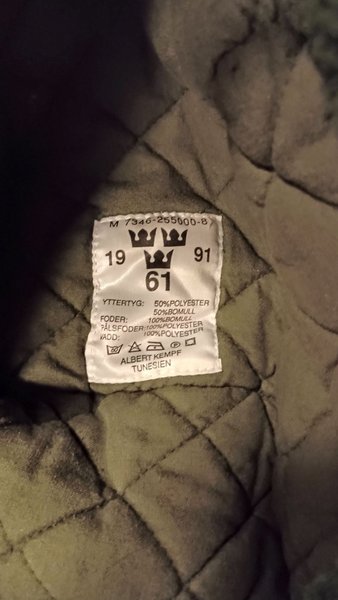 M 7346-255000-8
19 91
61
YTTERTYG: 50%POLYESTER
50%BOMULL
FODER: 100%BOMULL
PÄLSFODER:100%POLYESTER
VADD: 100%POLYESTER
ALBERT KEMPF
TUNESIEN